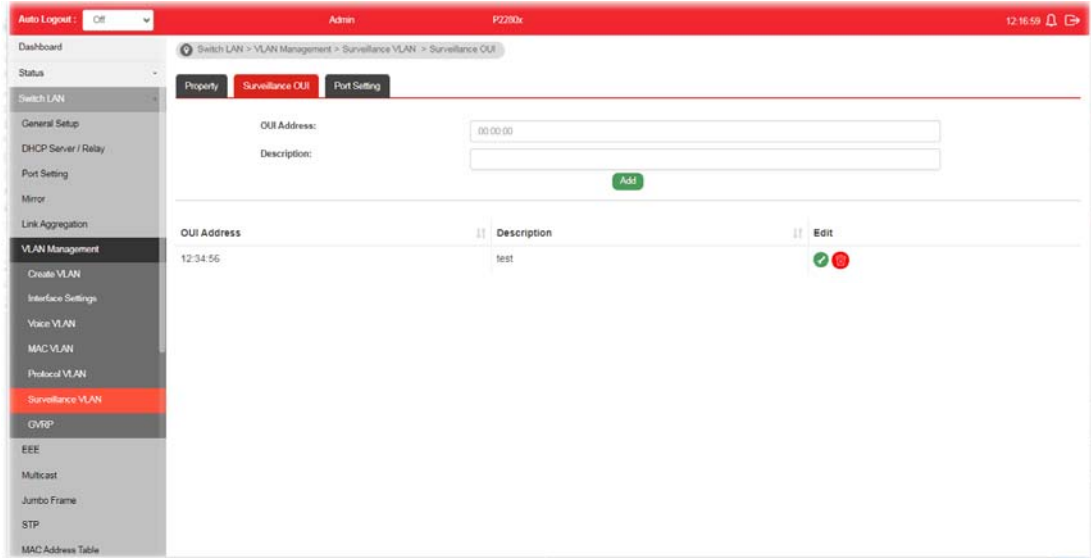 Auto Logout : Off Admin P2280x 12:16:59
Dashboard
Status
Switch LAN
General Setup
DHCP Server / Relay
Port Setting
Mirror
Link Aggregation
VLAN Management
Create VLAN
Interface Settings
Voice VLAN
MAC VLAN
Protocol VLAN
Surveillance VLAN
GVRP
EEE
Multicast
Jumbo Frame
STP
MAC Address Table
Switch LAN > VLAN Management > Surveillance VLAN > Surveillance OUI
Property Surveillance OUI Port Setting
OUI Address: 00:00:00
Description:
Add
OUI Address Description Edit
12:34:56 test